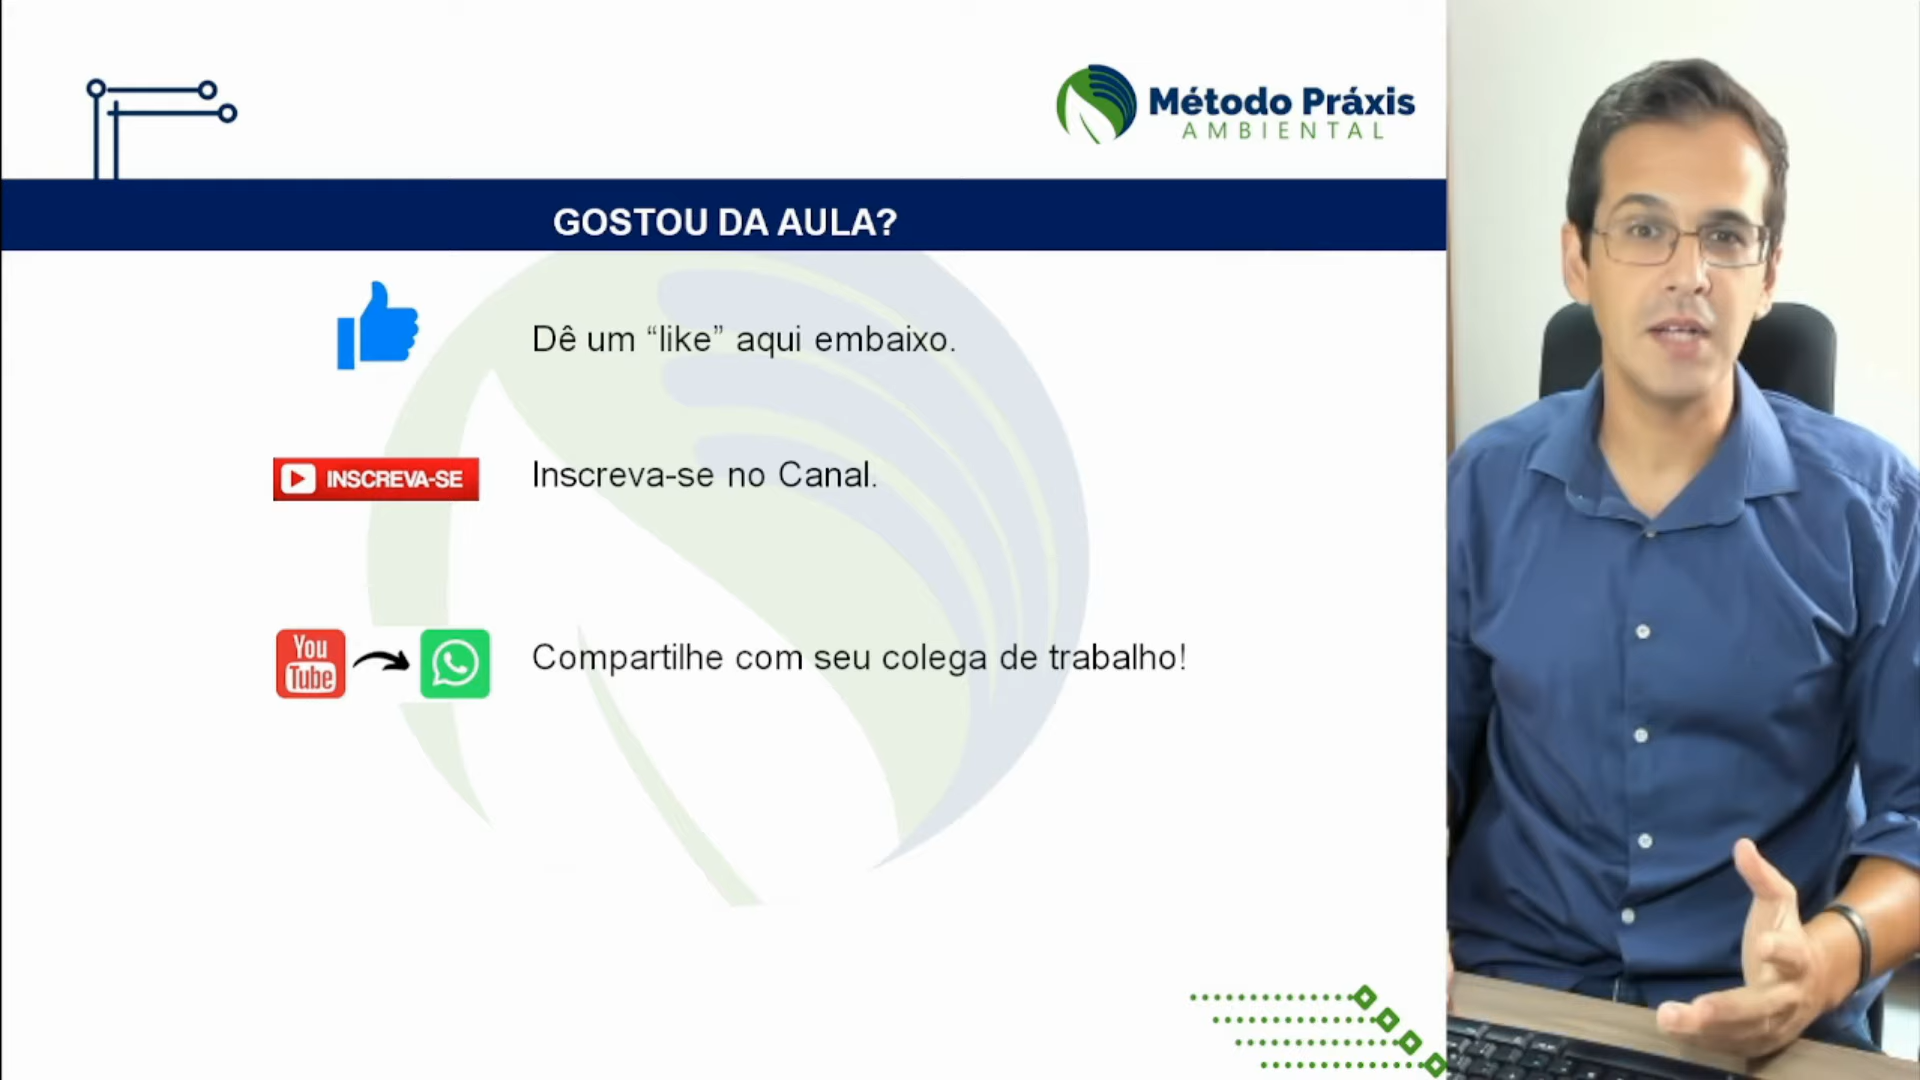 Método Práxis
AMBIENTAL
GOSTOU DA AULA?
Dê um “like” aqui embaixo.
INSCREVA-SE
Inscreva-se no Canal.
You
Tube
Compartilhe com seu colega de trabalho!